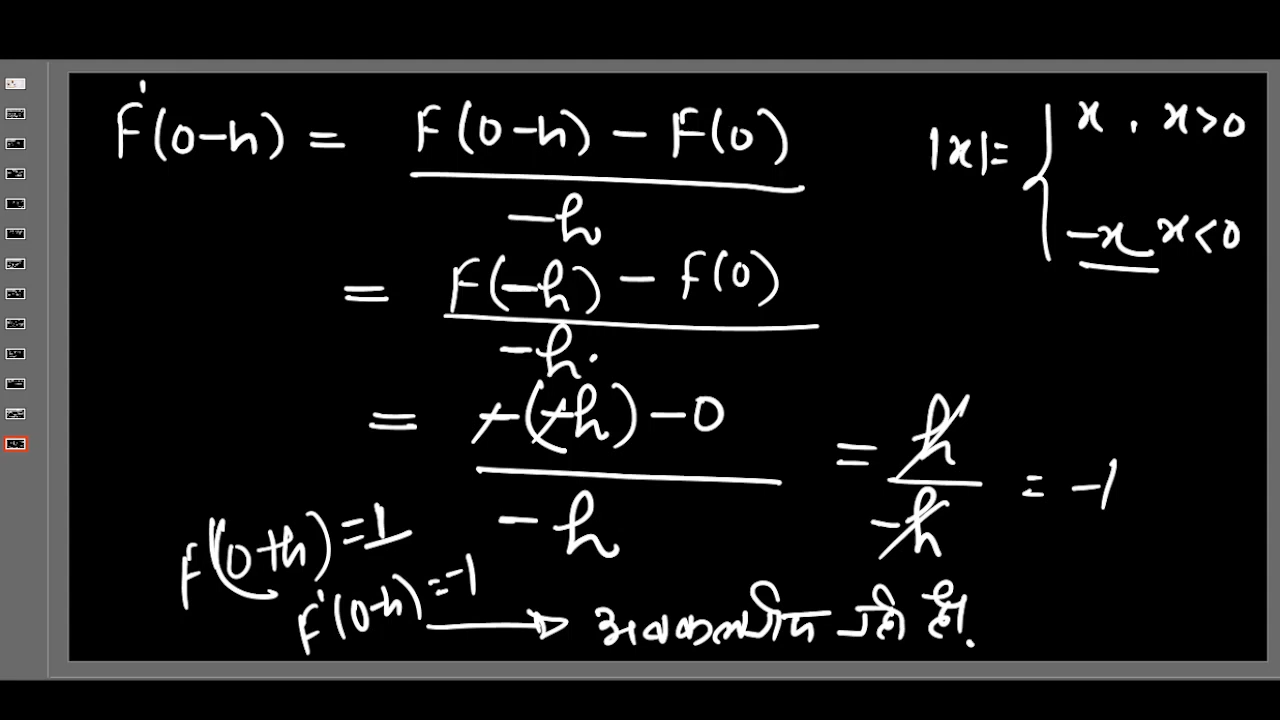 F'(0-h) = F(0-h) - F(0) / -h
|x|= { x , x>0
-x x<0
= F(-h) - F(0) / -h.
= -(-h) - 0 / -h = h / -h = -1
F(0+h) = 1
F'(0-h) = -1 → अवकलनीय नही है.